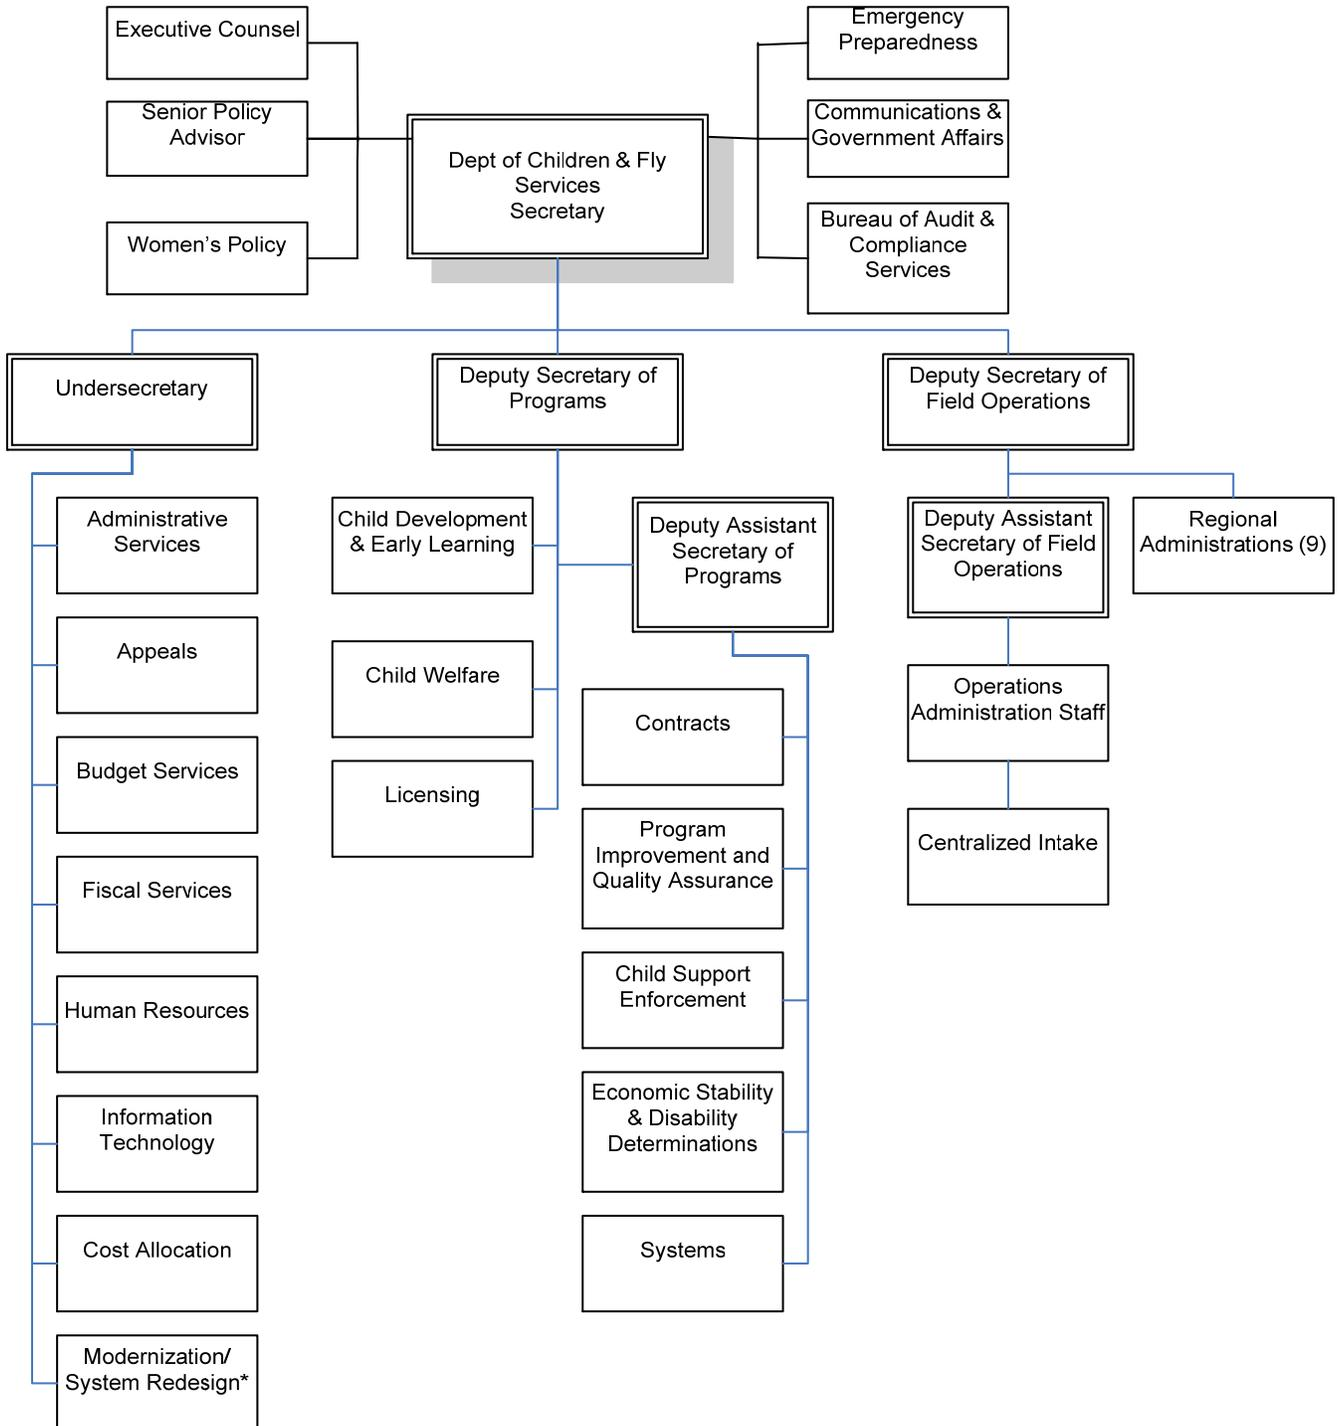 Executive Counsel
Senior Policy
Advisor
Women’s Policy
Dept of Children & Fly
Services
Secretary
Emergency
Preparedness
Communications &
Government Affairs
Bureau of Audit &
Compliance
Services
Undersecretary
Administrative
Services
Appeals
Budget Services
Fiscal Services
Human Resources
Information
Technology
Cost Allocation
Modernization/
System Redesign*
Deputy Secretary of
Programs
Child Development
& Early Learning
Child Welfare
Licensing
Deputy Assistant
Secretary of
Programs
Contracts
Program
Improvement and
Quality Assurance
Child Support
Enforcement
Economic Stability
& Disability
Determinations
Systems
Deputy Secretary of
Field Operations
Deputy Assistant
Secretary of Field
Operations
Operations
Administration Staff
Centralized Intake
Regional
Administrations (9)